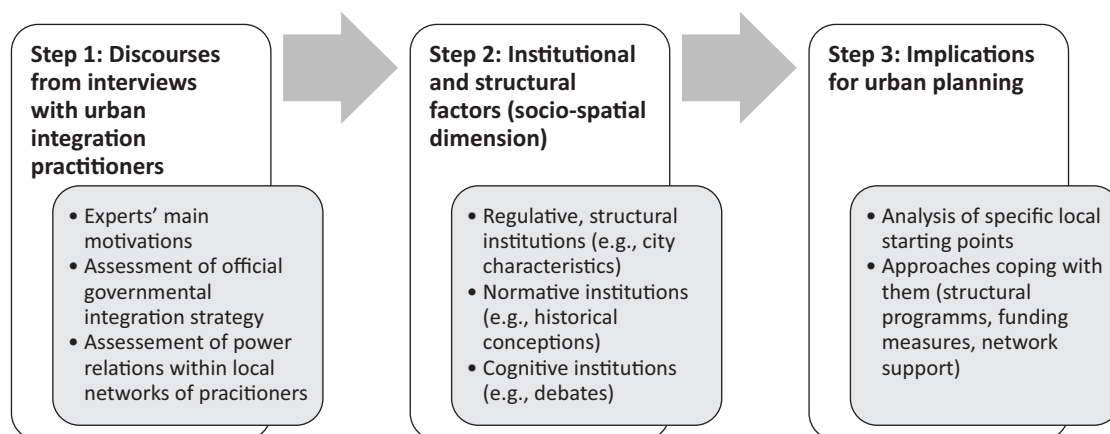 Step 1: Discourses
from interviews
with urban
integration
practitioners
• Experts' main
motivations
• Assessment of official
governmental
integration strategy
• Assessement of power
relations within local
networks of pracitioners
Step 2: Institutional
and structural
factors (socio-spatial
dimension)
• Regulative, structural
institutions (e.g., city
characteristics)
• Normative institutions
(e.g., historical
conceptions)
• Cognitive institutions
(e.g., debates)
Step 3: Implications
for urban planning
• Analysis of specific local
starting points
• Approaches coping with
them (structural
programms, funding
measures, network
support)